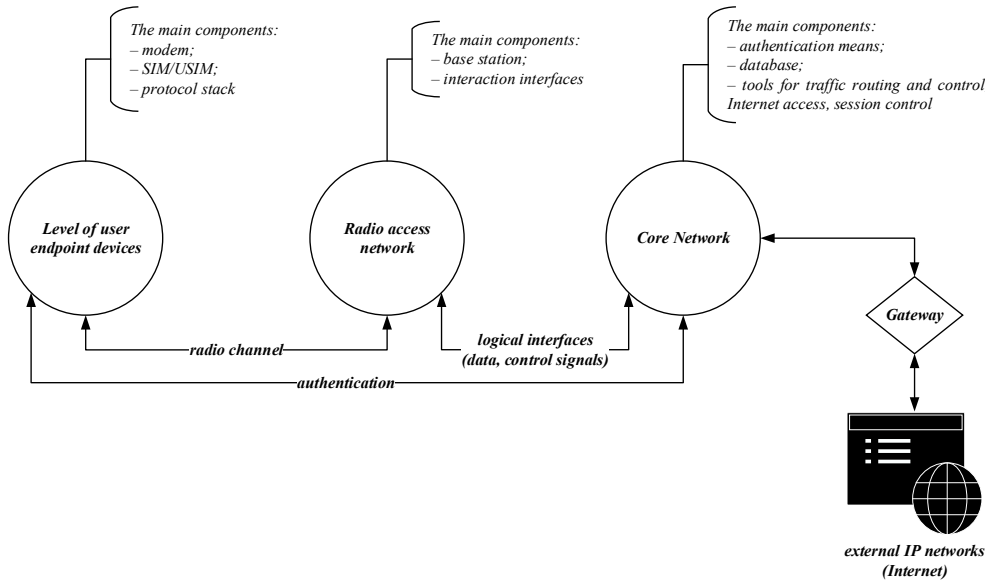 The main components:
– modem;
– SIM/USIM;
– protocol stack
The main components:
– base station;
– interaction interfaces
The main components:
– authentication means;
– database;
– tools for traffic routing and control
Internet access, session control
Level of user
endpoint devices
Radio access
network
Core Network
Gateway
radio channel
logical interfaces
(data, control signals)
authentication
external IP networks
(Internet)